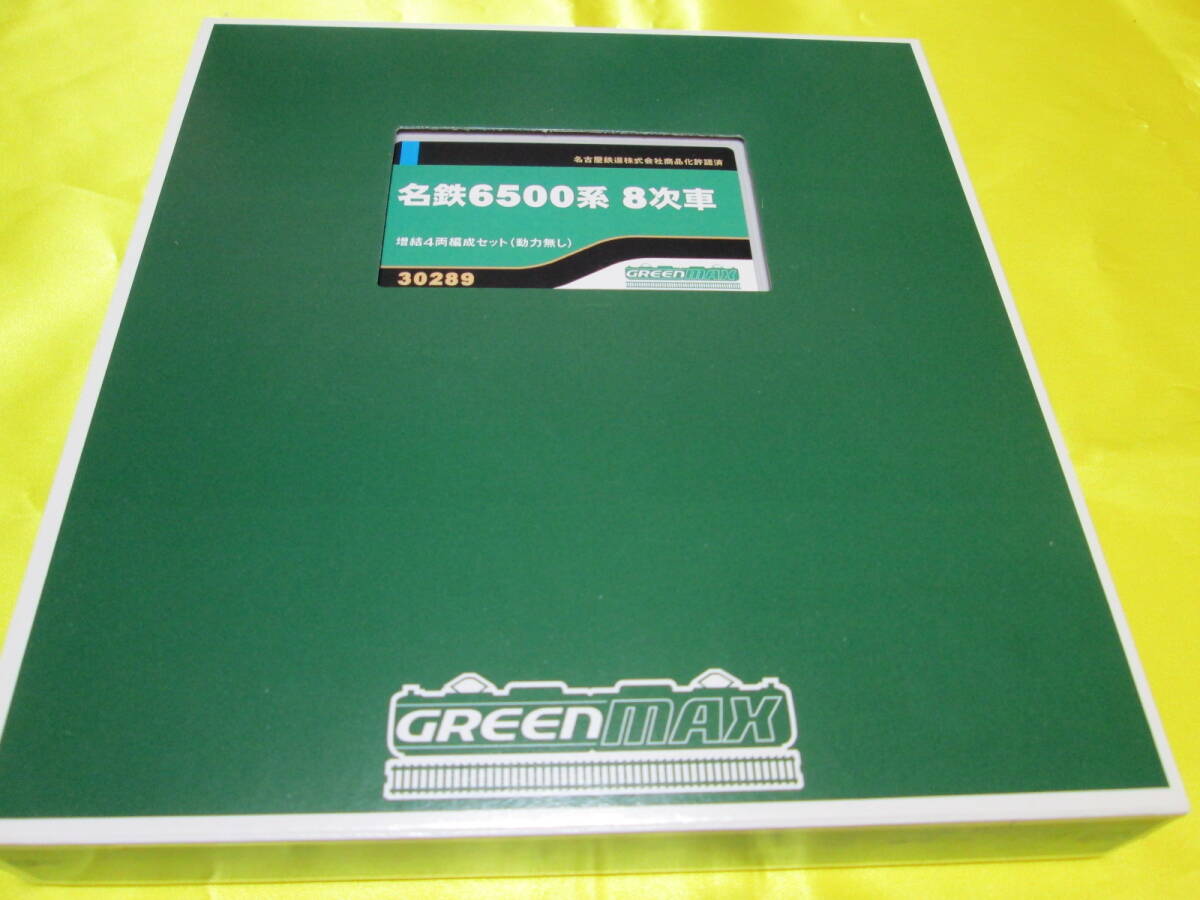 名古屋鉄道株式会社商品化許諾済
名鉄6500系 8次車
増結4両編成セット(動力無し)
30289
GREENMAX
GREENMAX